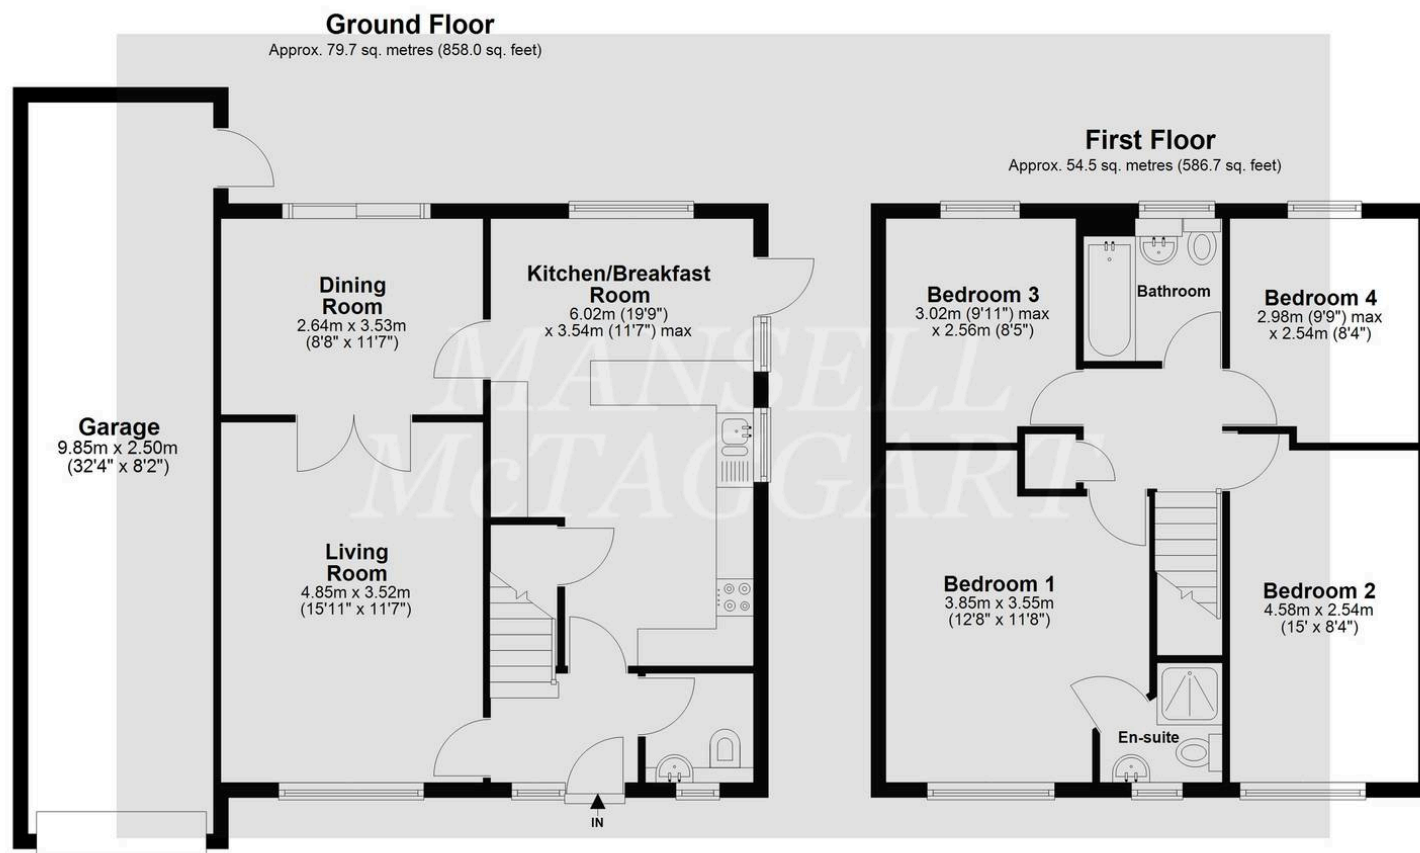 Ground Floor
Approx. 79.7 sq. metres (858.0 sq. feet)
First Floor
Approx. 54.5 sq. metres (586.7 sq. feet)
Dining
Room
2.64m x 3.53m
(8'8" x 11'7")
Kitchen/Breakfast
Room
6.02m (19'9")
x 3.54m (11'7") max
Garage
9.85m x 2.50m
(32'4" x 8'2")
Living
Room
4.85m x 3.52m
(15'11" x 11'7")
IN
Bedroom 3
3.02m (9'11") max
x 2.56m (8'5")
Bathroom
Bedroom 4
2.98m (9'9") max
x 2.54m (8'4")
Bedroom 1
3.85m x 3.55m
(12'8" x 11'8")
Bedroom 2
4.58m x 2.54m
(15' x 8'4")
En-suite
MANSELL
McTAGGART